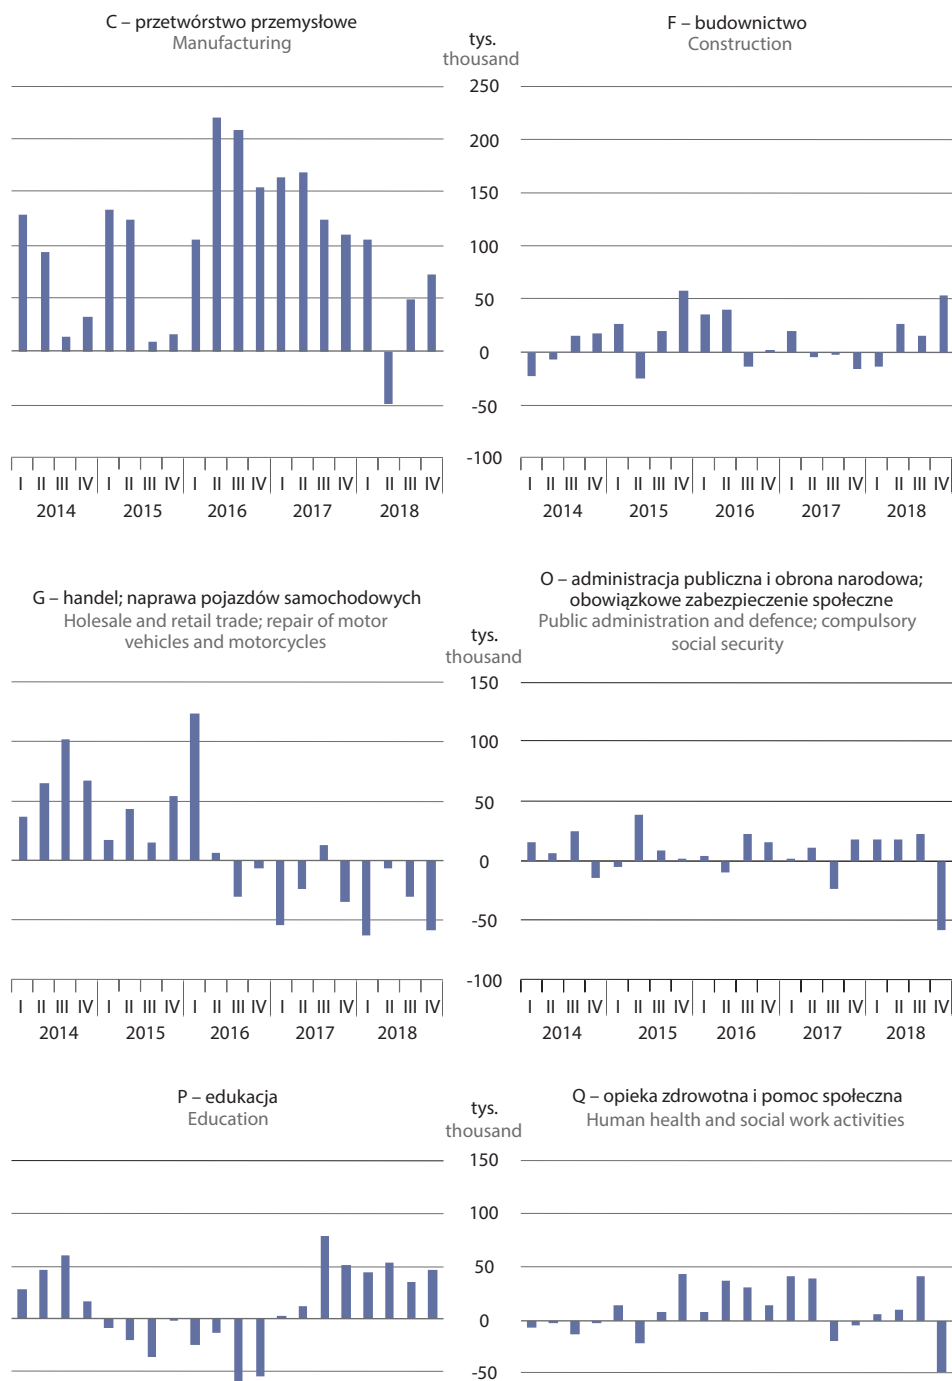 C – przetwórstwo przemysłowe
Manufacturing
tys.
thousand
F – budownictwo
Construction
250
200
150
100
50
0
-50
-100
I II III IV I II III IV I II III IV I II III IV I II III IV
2014 2015 2016 2017 2018
I II III IV I II III IV I II III IV I II III IV I II III IV
2014 2015 2016 2017 2018
G – handel; naprawa pojazdów samochodowych
Holesale and retail trade; repair of motor
vehicles and motorcycles
tys.
thousand
O – administracja publiczna i obrona narodowa;
obowiązkowe zabezpieczenie społeczne
Public administration and defence; compulsory
social security
150
100
50
0
-50
-100
I II III IV I II III IV I II III IV I II III IV I II III IV
2014 2015 2016 2017 2018
I II III IV I II III IV I II III IV I II III IV I II III IV
2014 2015 2016 2017 2018
P – edukacja
Education
tys.
thousand
Q – opieka zdrowotna i pomoc społeczna
Human health and social work activities
150
100
50
0
-50